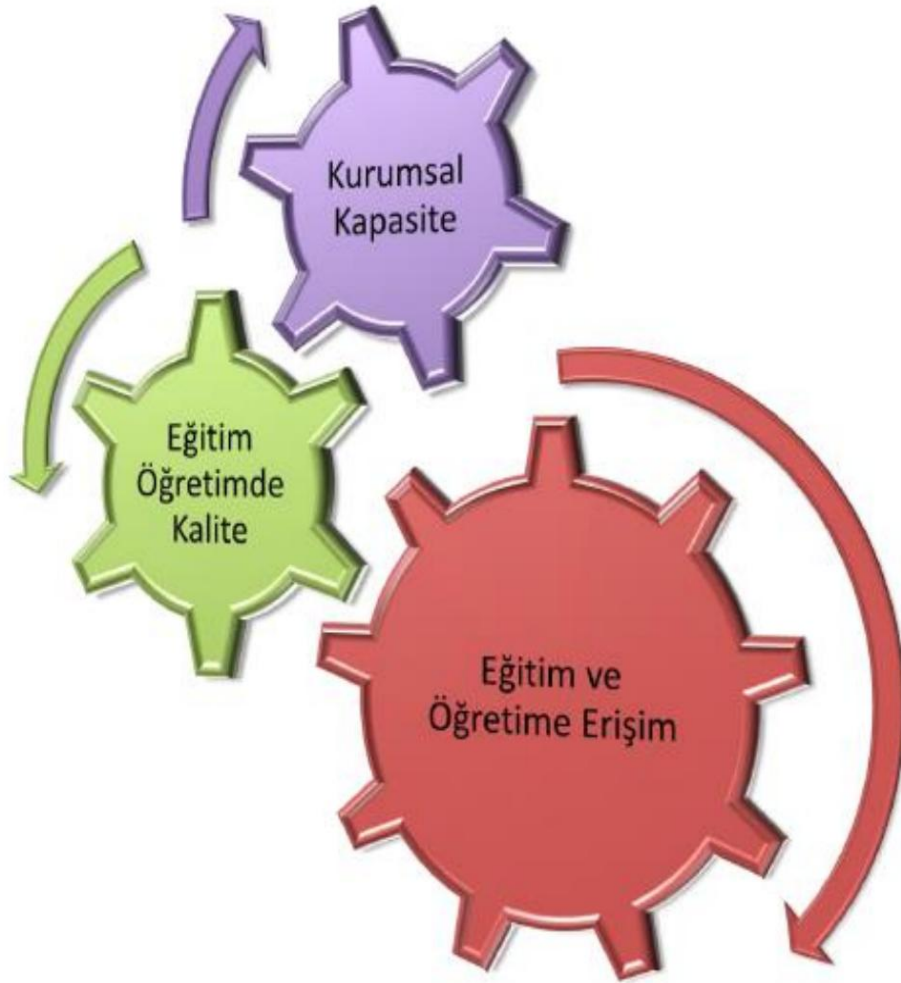 Kurumsal
Kapasite
Eğitim
Öğretimde
Kalite
Eğitim ve
Öğretime Erişim